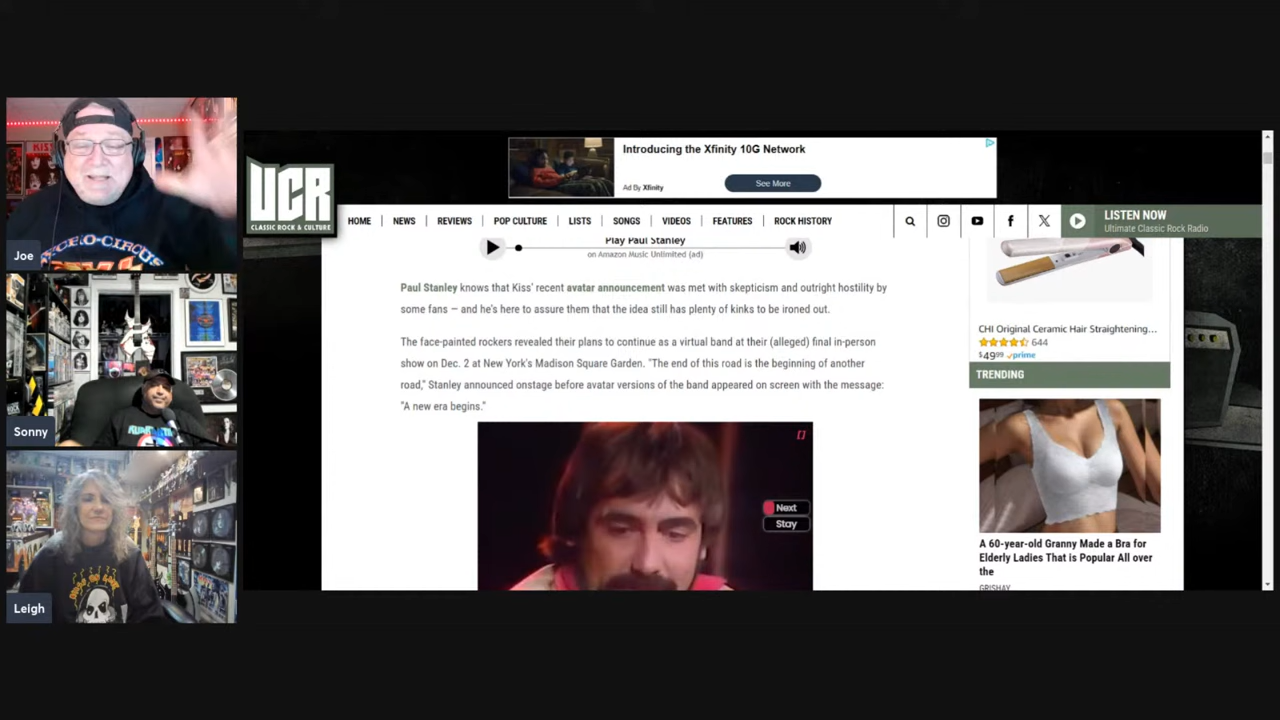 KISS
PSYCHO-CIRCUS
Joe
Sonny
Leigh
UCR
CLASSIC ROCK & CULTURE
Introducing the Xfinity 10G Network
Ad By Xfinity
See More
HOME
NEWS
REVIEWS
POP CULTURE
LISTS
SONGS
VIDEOS
FEATURES
ROCK HISTORY
LISTEN NOW
Ultimate Classic Rock Radio
Play Paul Stanley
on Amazon Music Unlimited (ad)
Paul Stanley knows that Kiss' recent avatar announcement was met with skepticism and outright hostility by
some fans — and he's here to assure them that the idea still has plenty of kinks to be ironed out.
The face-painted rockers revealed their plans to continue as a virtual band at their (alleged) final in-person
show on Dec. 2 at New York's Madison Square Garden. "The end of this road is the beginning of another
road," Stanley announced onstage before avatar versions of the band appeared on screen with the message:
"A new era begins."
Next
Stay
CHI Original Ceramic Hair Straightening...
644
$49.99 prime
TRENDING
A 60-year-old Granny Made a Bra for
Elderly Ladies That is Popular All over
the
GRISHAY